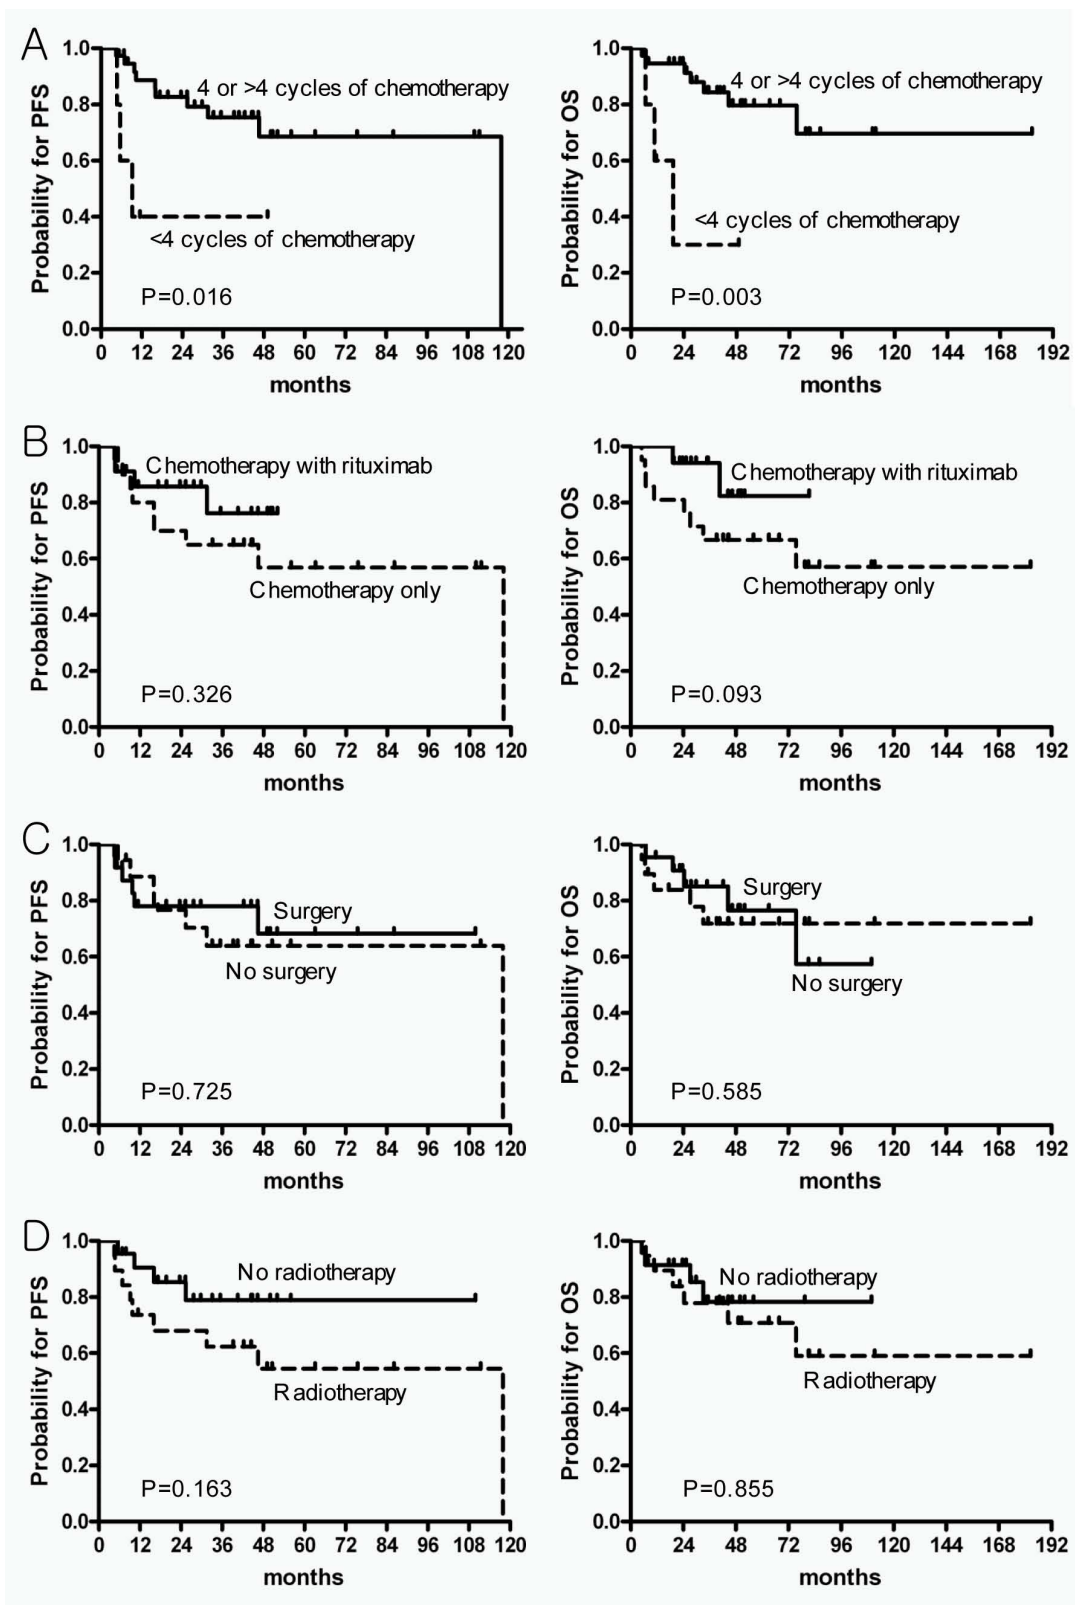 A
1.0
0.8
0.6
0.4
0.2
0.0
Probability for PFS
4 or >4 cycles of chemotherapy
<4 cycles of chemotherapy
P=0.016
0 12 24 36 48 60 72 84 96 108 120
months
1.0
0.8
0.6
0.4
0.2
0.0
Probability for OS
4 or >4 cycles of chemotherapy
<4 cycles of chemotherapy
P=0.003
0 24 48 72 96 120 144 168 192
months
B
1.0
0.8
0.6
0.4
0.2
0.0
Probability for PFS
Chemotherapy with rituximab
Chemotherapy only
P=0.326
0 12 24 36 48 60 72 84 96 108 120
months
1.0
0.8
0.6
0.4
0.2
0.0
Probability for OS
Chemotherapy with rituximab
Chemotherapy only
P=0.093
0 24 48 72 96 120 144 168 192
months
C
1.0
0.8
0.6
0.4
0.2
0.0
Probability for PFS
Surgery
No surgery
P=0.725
0 12 24 36 48 60 72 84 96 108 120
months
1.0
0.8
0.6
0.4
0.2
0.0
Probability for OS
Surgery
No surgery
P=0.585
0 24 48 72 96 120 144 168 192
months
D
1.0
0.8
0.6
0.4
0.2
0.0
Probability for PFS
No radiotherapy
Radiotherapy
P=0.163
0 12 24 36 48 60 72 84 96 108 120
months
1.0
0.8
0.6
0.4
0.2
0.0
Probability for OS
No radiotherapy
Radiotherapy
P=0.855
0 24 48 72 96 120 144 168 192
months